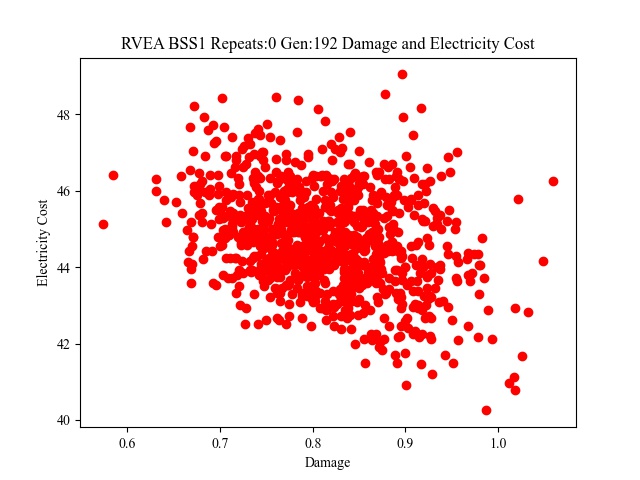 RVEA BSS1 Repeats:0 Gen:192 Damage and Electricity Cost
48
46
44
42
40
Electricity Cost
0.6 0.7 0.8 0.9 1.0
Damage